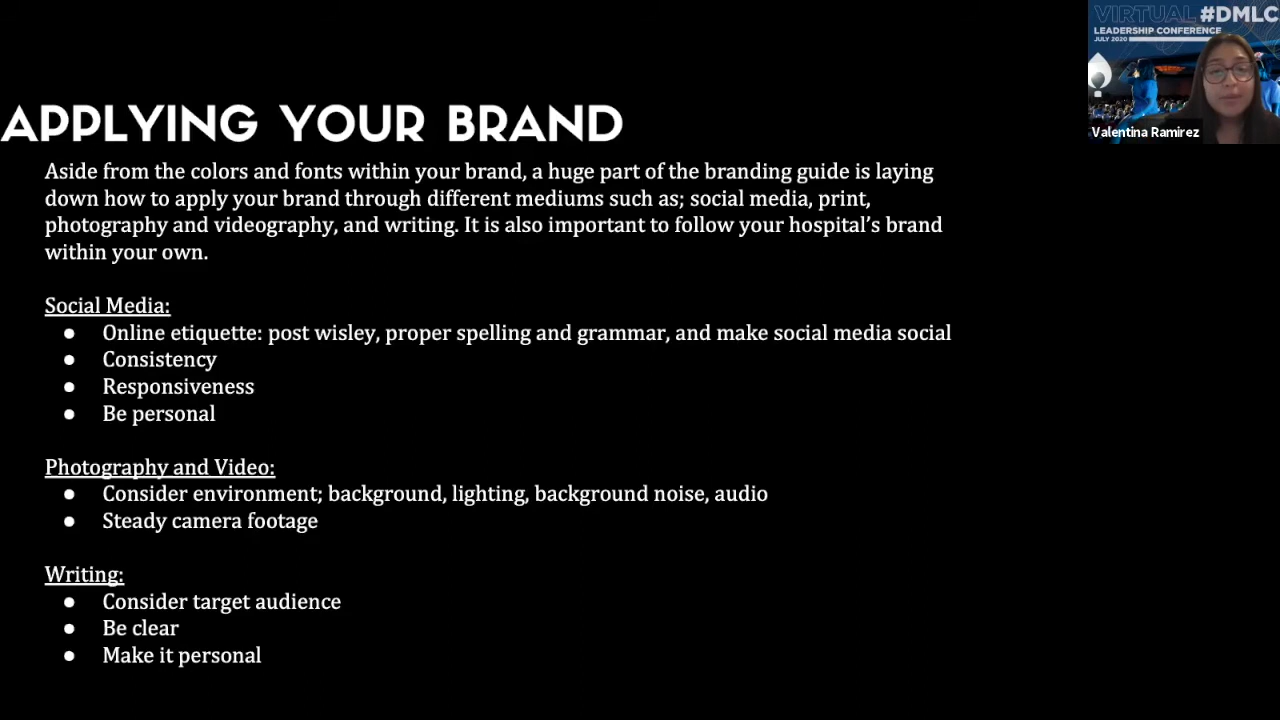 VIRTUAL #DMLC
LEADERSHIP CONFERENCE
JULY 2020
Valentina Ramirez
APPLYING YOUR BRAND
Aside from the colors and fonts within your brand, a huge part of the branding guide is laying
down how to apply your brand through different mediums such as; social media, print,
photography and videography, and writing. It is also important to follow your hospital's brand
within your own.
Social Media:
● Online etiquette: post wisley, proper spelling and grammar, and make social media social
● Consistency
● Responsiveness
● Be personal
Photography and Video:
● Consider environment; background, lighting, background noise, audio
● Steady camera footage
Writing:
● Consider target audience
● Be clear
● Make it personal